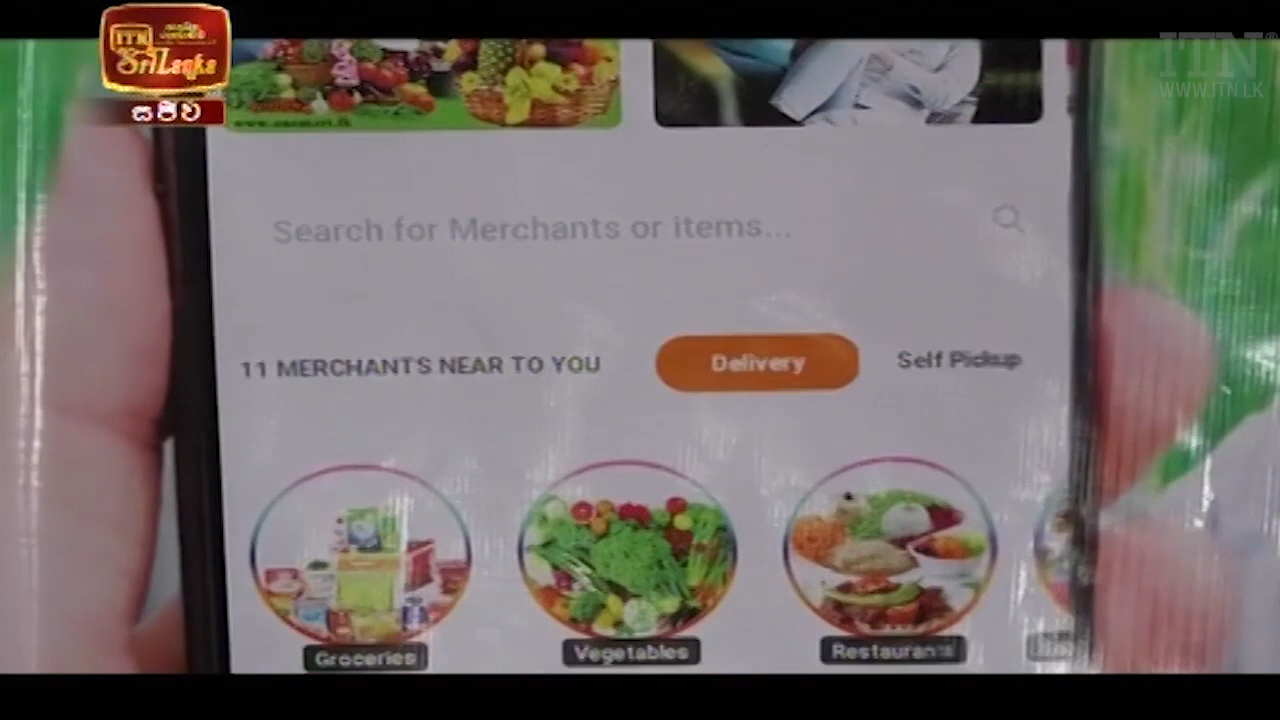 ITN
Sri Lanka
සජිව
ITN
WWW.ITN.LK
Search for Merchants or items...
11 MERCHANTS NEAR TO YOU
Delivery
Self Pickup
Groceries
Vegetables
Restaurant